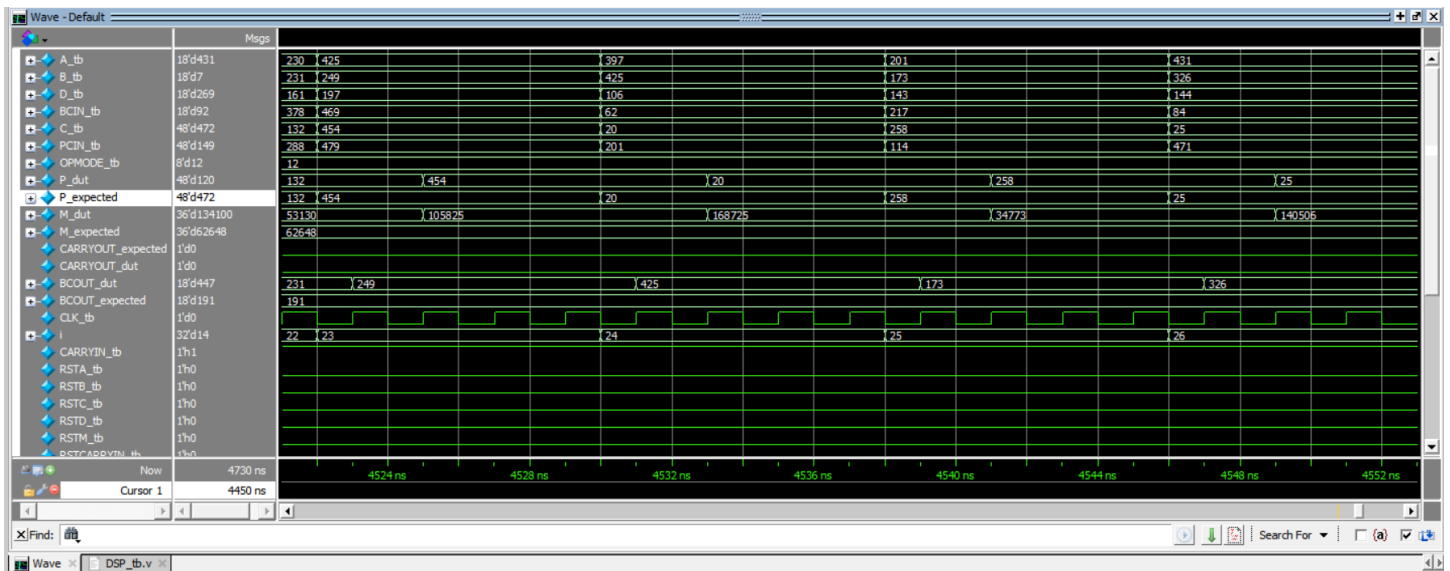 Wave - Default
Msgs
A_tb 18'd431 230 425 397 201 431
B_tb 18'd7 231 249 425 173 326
D_tb 18'd269 161 197 106 143 144
BCIN_tb 18'd92 378 469 62 217 84
C_tb 48'd472 132 454 20 258 25
PCIN_tb 48'd149 288 479 201 114 471
OPMODE_tb 8'd12 12
P_dut 48'd120 132 454 20 258 25
P_expected 48'd472 132 454 20 258 25
M_dut 36'd134100 53130 105825 168725 34773 140506
M_expected 36'd62648 62648
CARRYOUT_expected 1'd0
CARRYOUT_dut 1'd0
BCOUT_dut 18'd447 231 249 425 173 326
BCOUT_expected 18'd191 191
CLK_tb 1'd0
i 32'd14 22 23 24 25 26
CARRYIN_tb 1'h1
RSTA_tb 1'h0
RSTB_tb 1'h0
RSTC_tb 1'h0
RSTD_tb 1'h0
RSTM_tb 1'h0
RSTCARRYIN_tb 1'h0
Now 4730 ns 4524 ns 4528 ns 4532 ns 4536 ns 4540 ns 4544 ns 4548 ns 4552 ns
Cursor 1 4450 ns
Find: Search For {a}
Wave DSP_tb.v